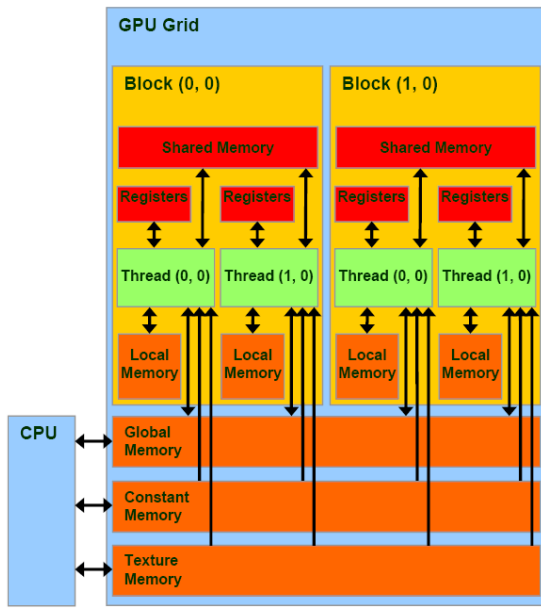 GPU Grid
Block (0, 0)
Block (1, 0)
Shared Memory
Shared Memory
Registers
Registers
Registers
Registers
Thread (0, 0)
Thread (1, 0)
Thread (0, 0)
Thread (1, 0)
Local
Memory
Local
Memory
Local
Memory
Local
Memory
CPU
Global
Memory
Constant
Memory
Texture
Memory